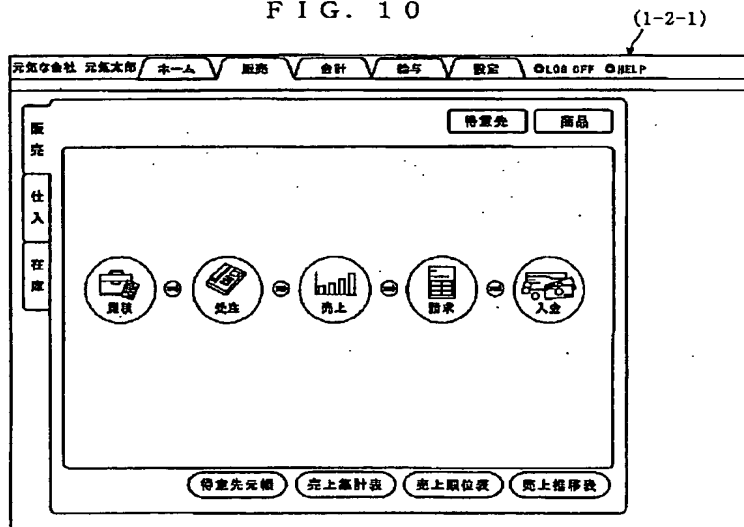 FIG. 10
(1-2-1)
元気な会社 元気太郎 ホーム 販売 会計 給与 設定 LOG OFF HELP
得意先 商品
販売
仕入
在庫
見積 受注 売上 請求 入金
得意先元帳 売上集計表 売上順位表 売上推移表